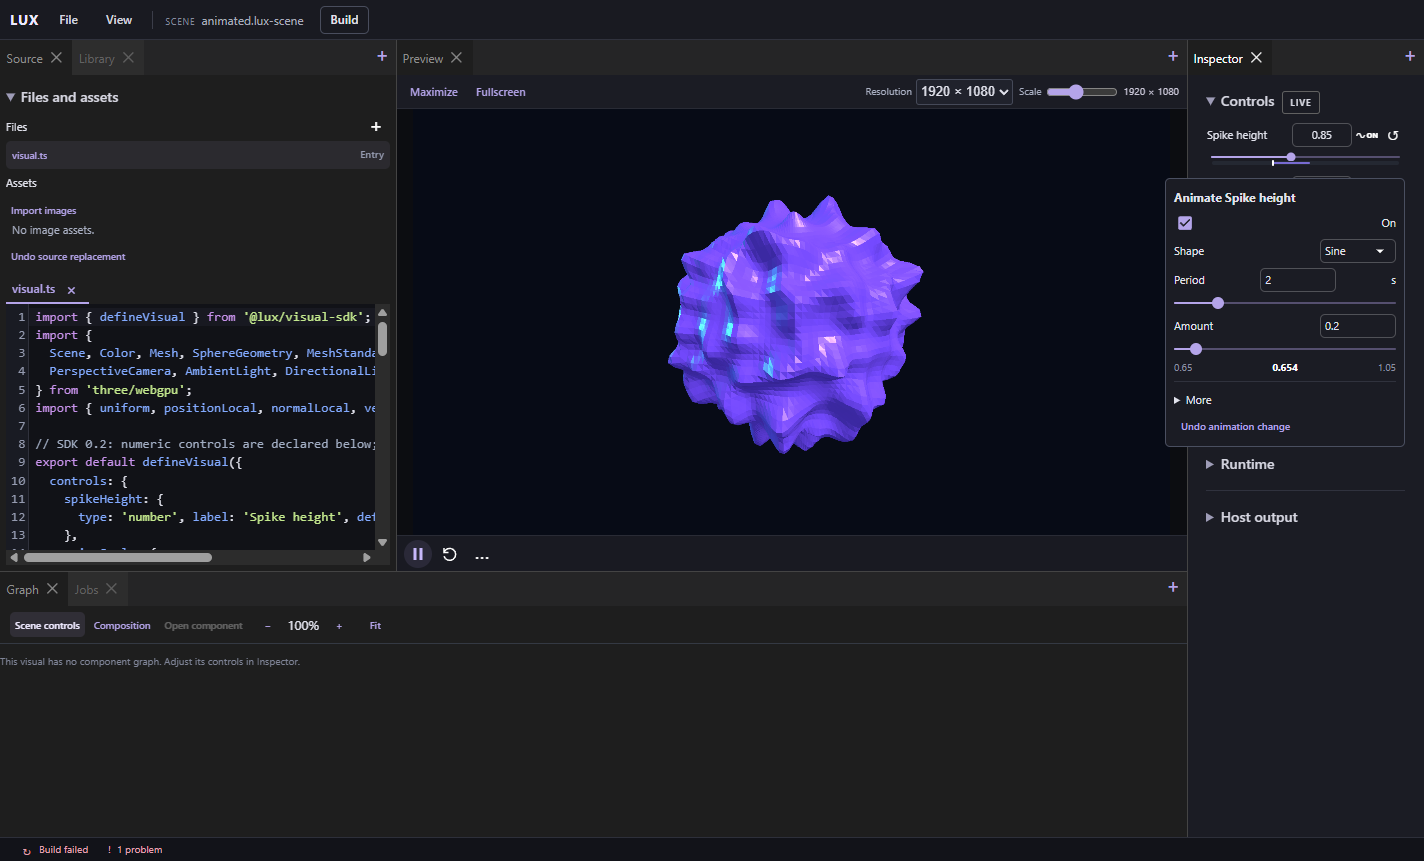 LUX File View SCENE animated.lux-scene Build
Source Library
Files and assets
Files
visual.ts Entry
Assets
Import images
No image assets.
Undo source replacement
visual.ts
1 import { defineVisual } from '@lux/visual-sdk';
2 import {
3 Scene, Color, Mesh, SphereGeometry, MeshStanda
4 PerspectiveCamera, AmbientLight, DirectionalLi
5 } from 'three/webgpu';
6 import { uniform, positionLocal, normalLocal, ve
7
8 // SDK 0.2: numeric controls are declared below;
9 export default defineVisual({
10 controls: {
11 spikeHeight: {
12 type: 'number', label: 'Spike height', def
13 },
Preview
Maximize Fullscreen Resolution 1920 × 1080 Scale 1920 × 1080
...
Inspector
Controls LIVE
Spike height 0.85 ON
Animate Spike height
On
Shape Sine
Period 2 s
Amount 0.2
0.65 0.654 1.05
More
Undo animation change
Runtime
Host output
Graph Jobs
Scene controls Composition Open component − 100% + Fit
This visual has no component graph. Adjust its controls in Inspector.
Build failed ! 1 problem